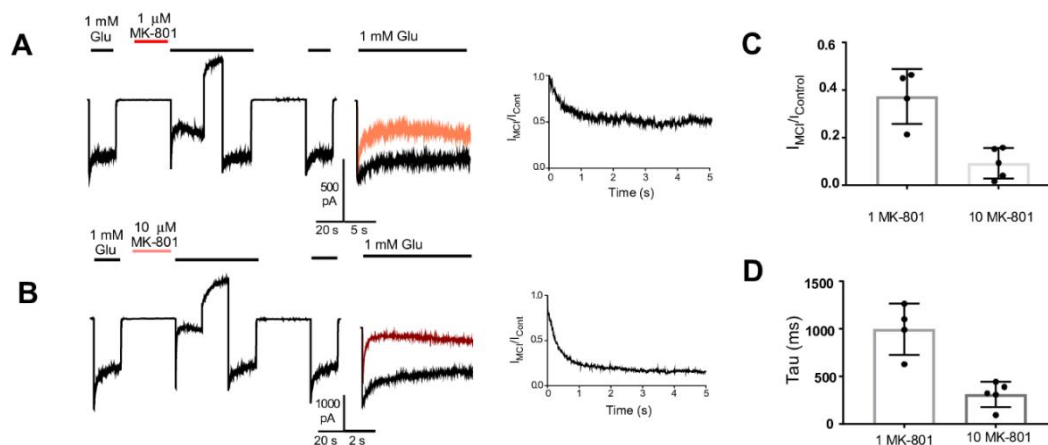 A
1 mM
Glu
1 μM
MK-801
1 mM Glu
500
pA
20 s 5 s
1.0
0.5
0.0
I_MCI/I_Cont
0 1 2 3 4 5
Time (s)
B
1 mM
Glu
10 μM
MK-801
1 mM Glu
1000
pA
20 s 2 s
1.0
0.5
0.0
I_MCI/I_Cont
0 1 2 3 4 5
Time (s)
C
0.6
0.4
0.2
0.0
I_MCI/I_Control
1 MK-801 10 MK-801
D
1500
1000
500
0
Tau (ms)
1 MK-801 10 MK-801